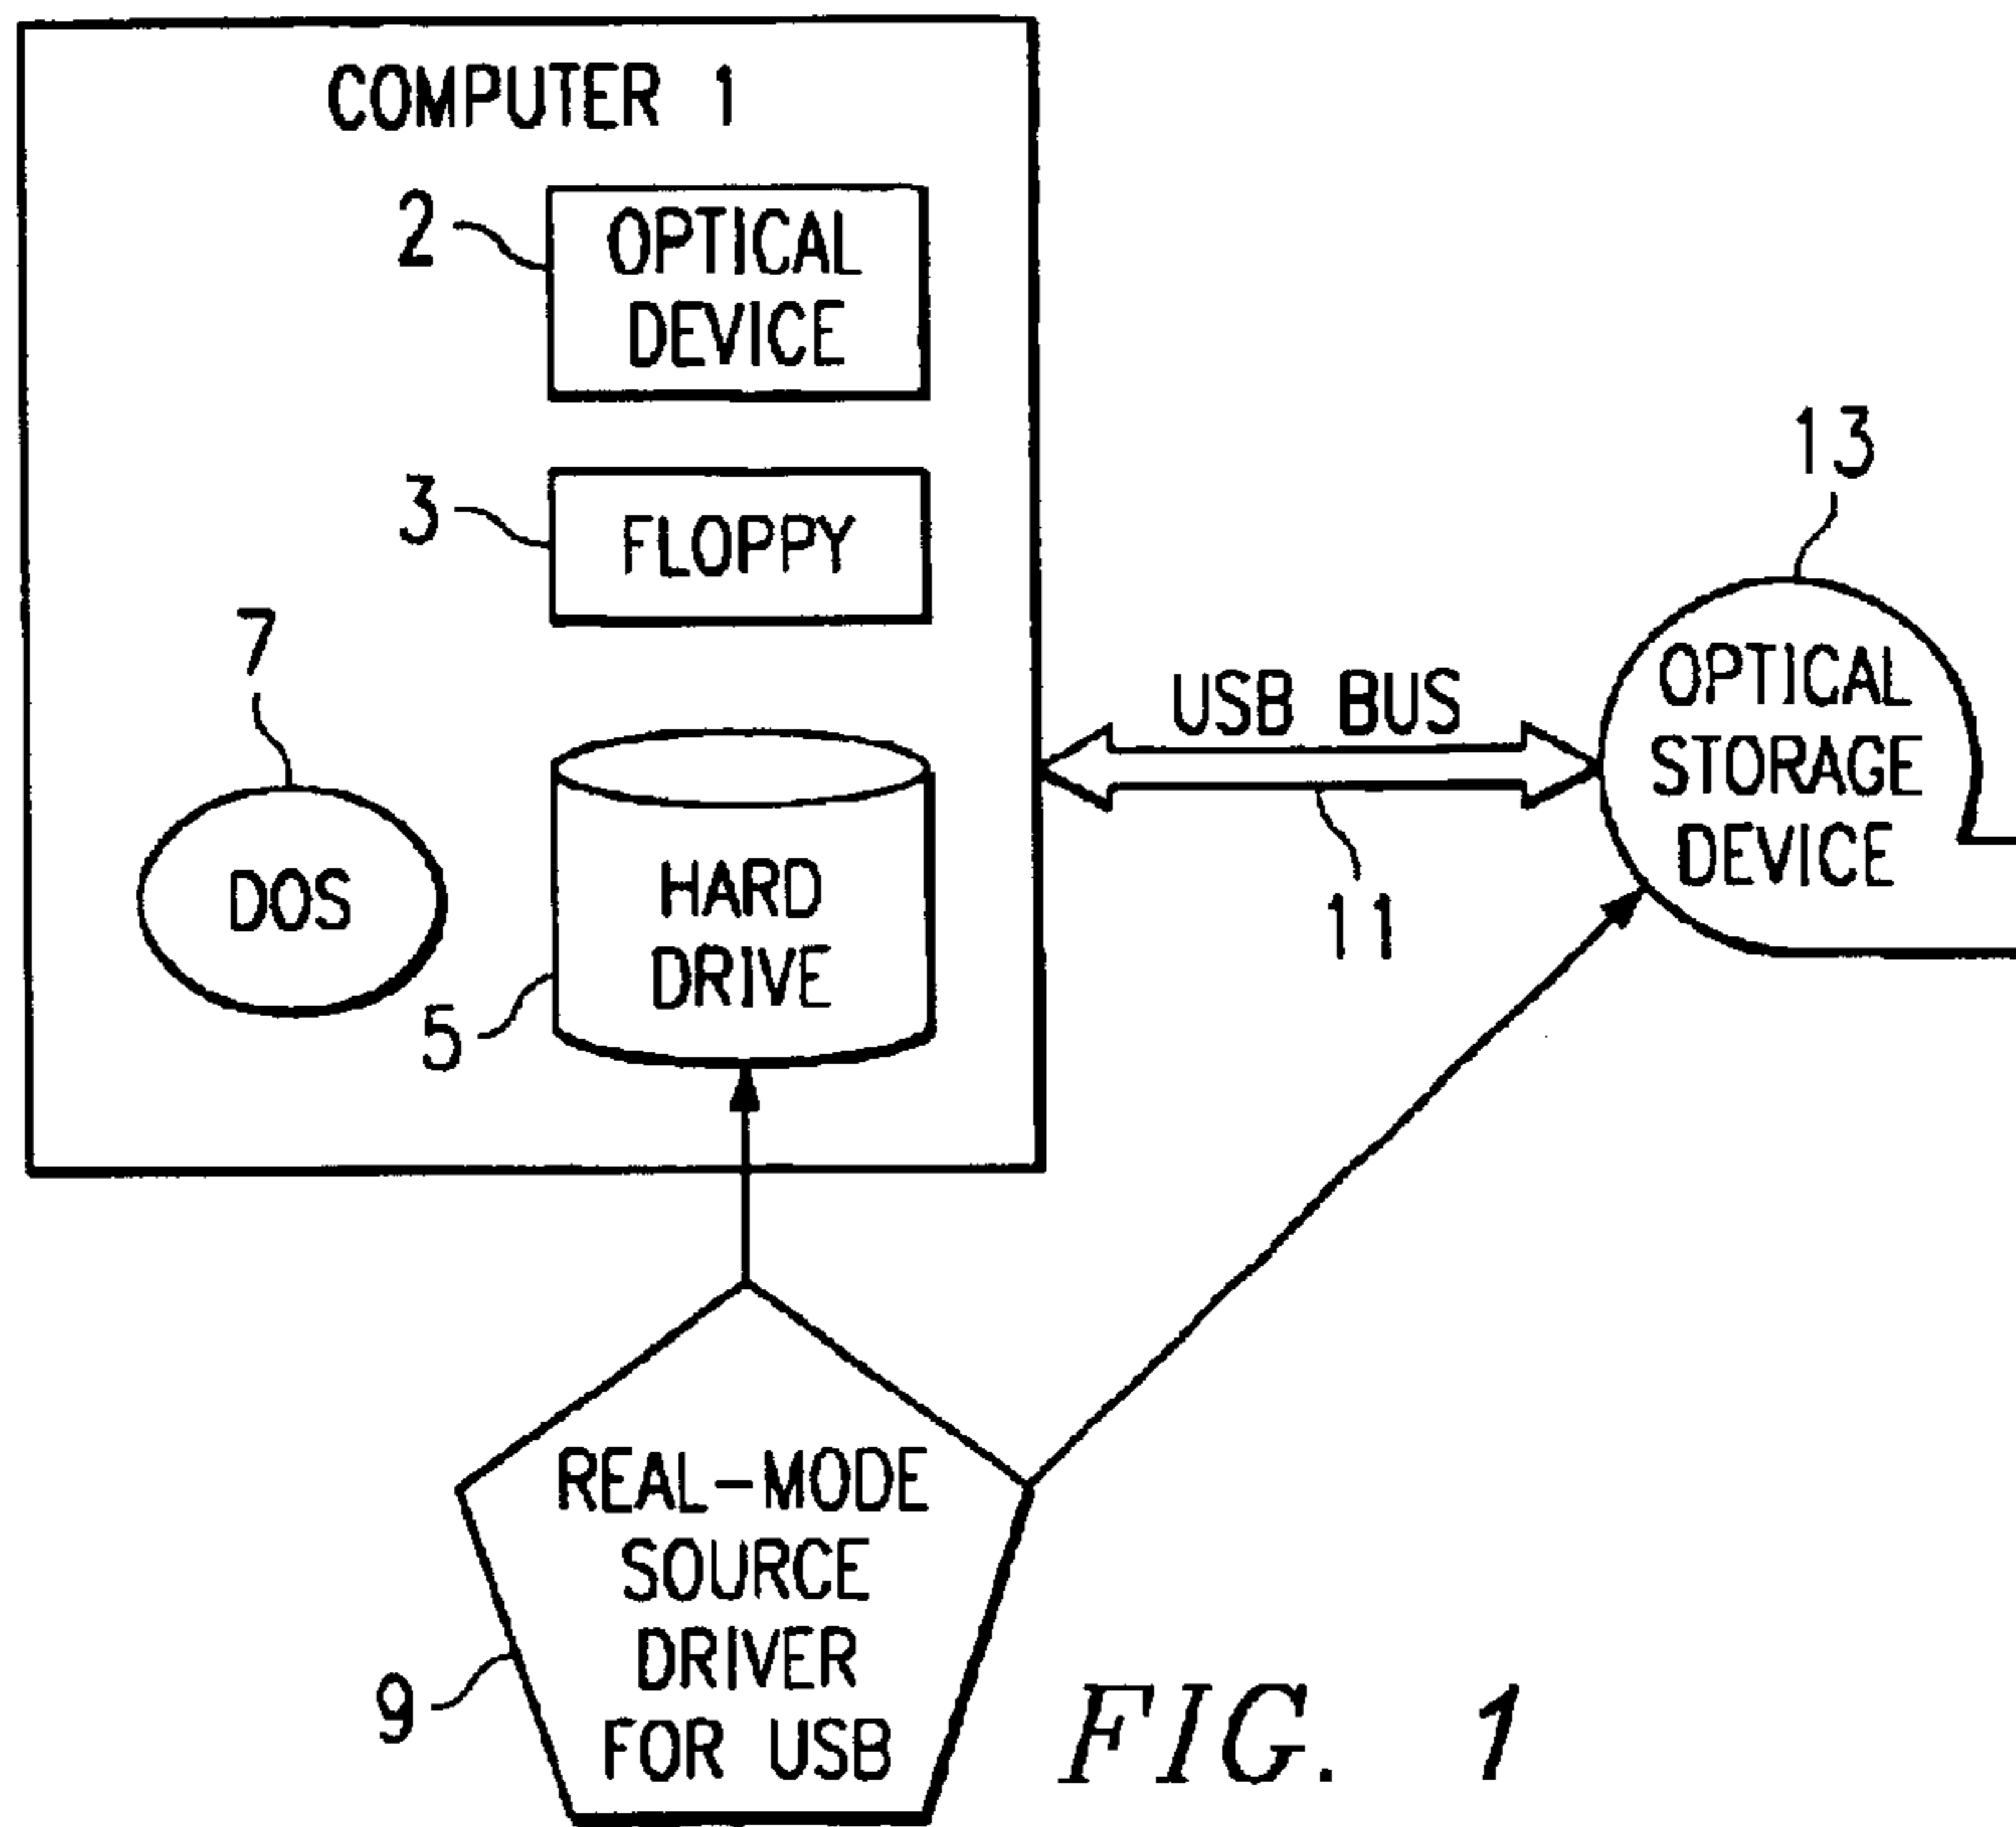 COMPUTER 1
2
OPTICAL
DEVICE
3
FLOPPY
7
DOS
5
HARD
DRIVE
USB BUS
11
13
OPTICAL
STORAGE
DEVICE
9
REAL-MODE
SOURCE
DRIVER
FOR USB
FIG. 1